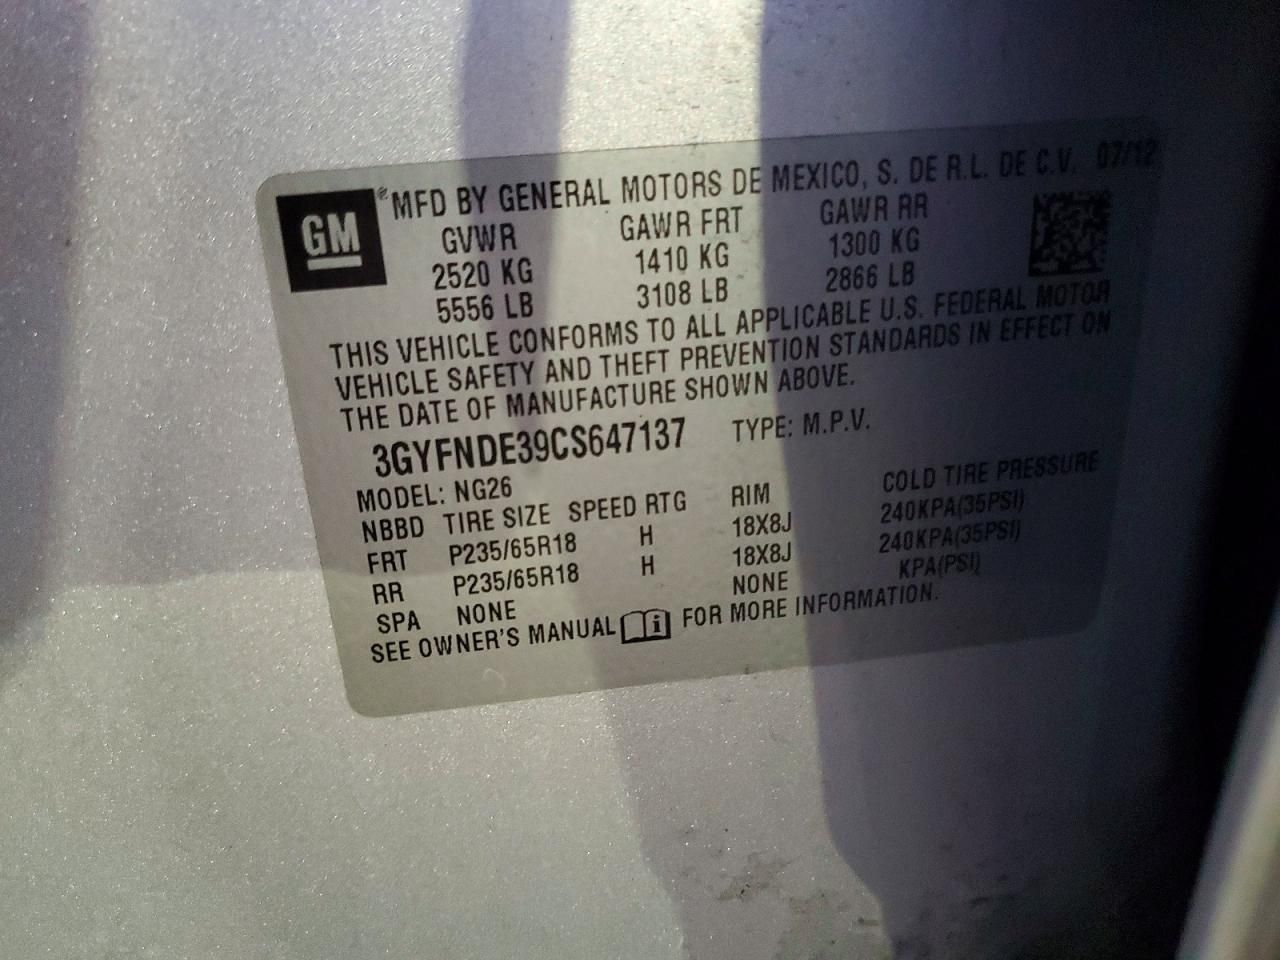 GM ® MFD BY GENERAL MOTORS DE MEXICO, S. DE R.L. DE C.V. 07/12
GVWR GAWR FRT GAWR RR
2520 KG 1410 KG 1300 KG
5556 LB 3108 LB 2866 LB
THIS VEHICLE CONFORMS TO ALL APPLICABLE U.S. FEDERAL MOTOR
VEHICLE SAFETY AND THEFT PREVENTION STANDARDS IN EFFECT ON
THE DATE OF MANUFACTURE SHOWN ABOVE.
3GYFNDE39CS647137 TYPE: M.P.V.
MODEL: NG26
NBBD TIRE SIZE SPEED RTG RIM COLD TIRE PRESSURE
FRT P235/65R18 H 18X8J 240KPA(35PSI)
RR P235/65R18 H 18X8J 240KPA(35PSI)
SPA NONE NONE KPA(PSI)
SEE OWNER'S MANUAL i FOR MORE INFORMATION.